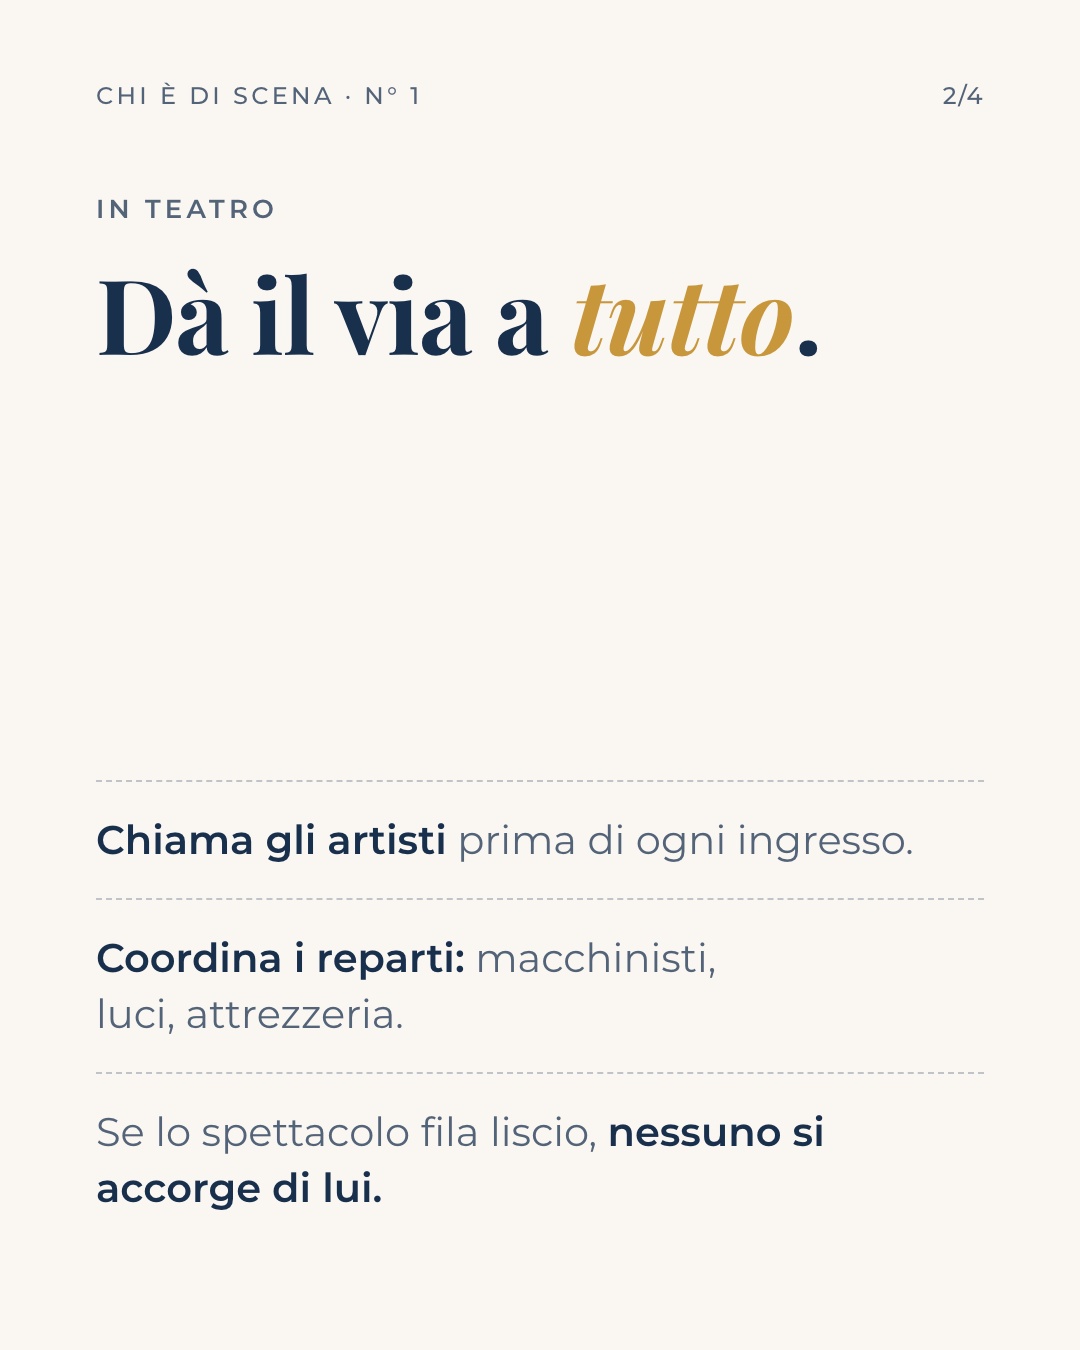 CHI È DI SCENA · N° 1
2/4
IN TEATRO
Dà il via a tutto.
Chiama gli artisti prima di ogni ingresso.
Coordina i reparti: macchinisti,
luci, attrezzeria.
Se lo spettacolo fila liscio, nessuno si
accorge di lui.